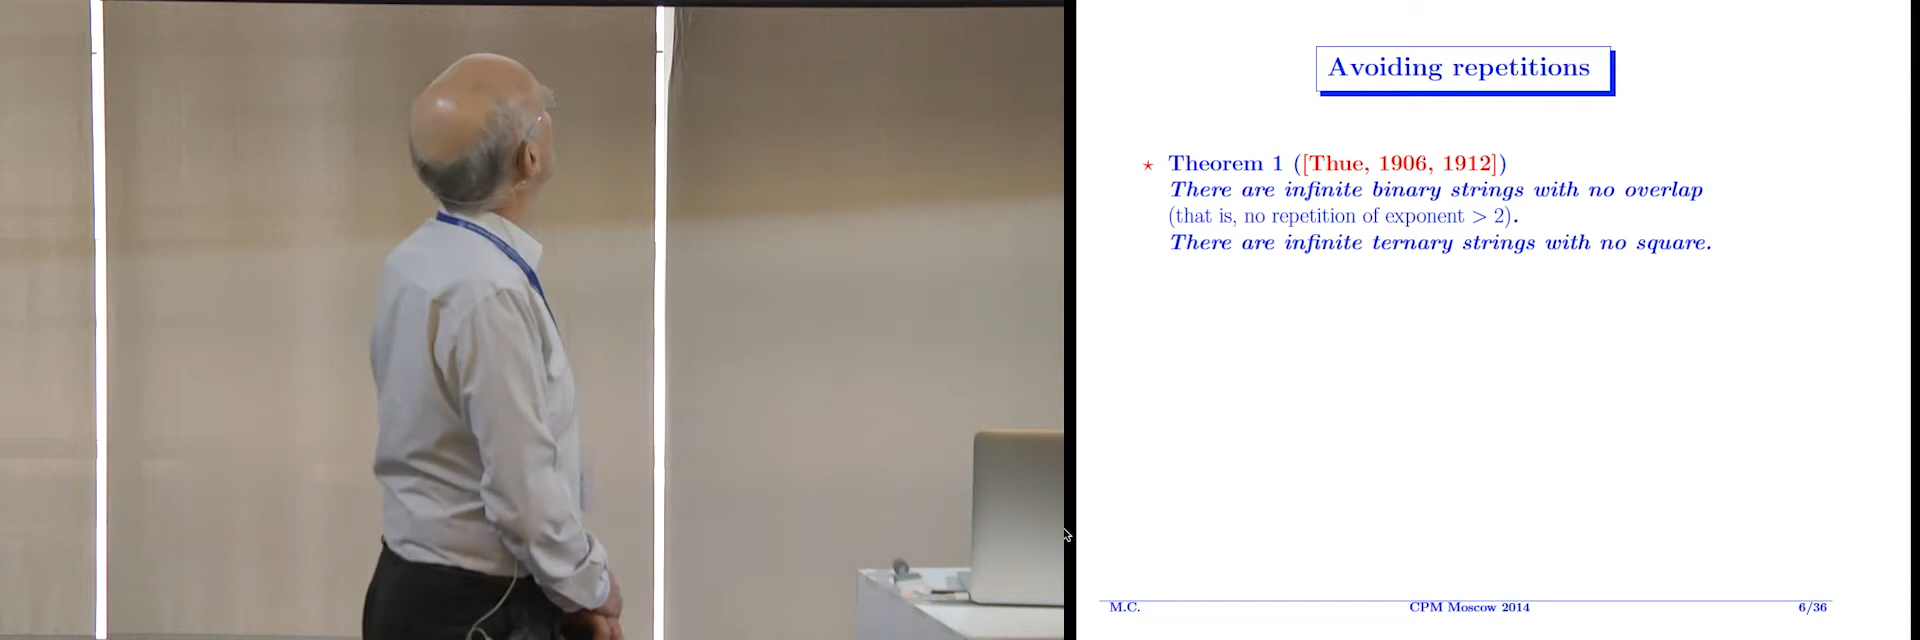 Avoiding repetitions
⋆ Theorem 1 ([Thue, 1906, 1912])
There are infinite binary strings with no overlap
(that is, no repetition of exponent > 2).
There are infinite ternary strings with no square.
M.C. CPM Moscow 2014 6/36